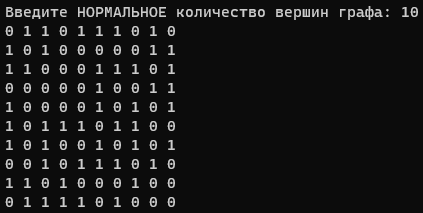 Введите НОРМАЛЬНОЕ количество вершин графа: 10
0 1 1 0 1 1 1 0 1 0
1 0 1 0 0 0 0 0 1 1
1 1 0 0 0 1 1 1 0 1
0 0 0 0 0 1 0 0 1 1
1 0 0 0 0 1 0 1 0 1
1 0 1 1 1 0 1 1 0 0
1 0 1 0 0 1 0 1 0 1
0 0 1 0 1 1 1 0 1 0
1 1 0 1 0 0 0 1 0 0
0 1 1 1 1 0 1 0 0 0